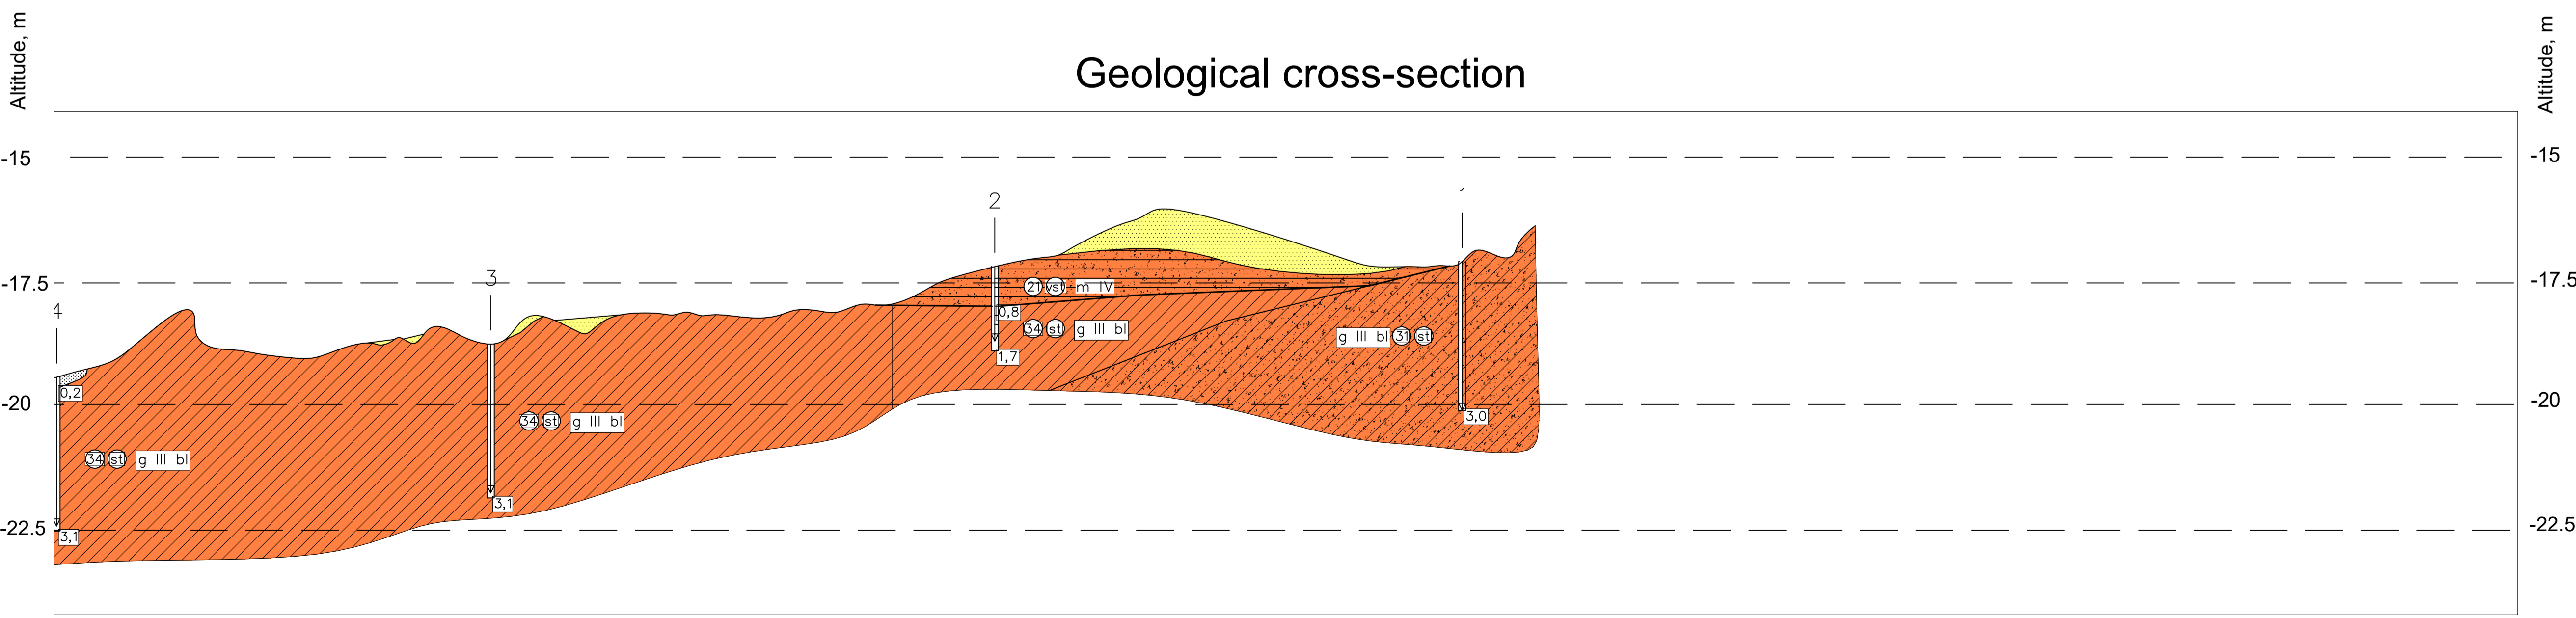 Altitude, m
Altitude, m
Geological cross-section
-15
-15
1
2
3
-17.5
-17.5
21 vst m IV
4
0,8
34 st g III bl
g III bl 31 st
1,7
0,2
-20
-20
3,0
34 st g III bl
34 st g III bl
3,1
-22.5
-22.5
3,1